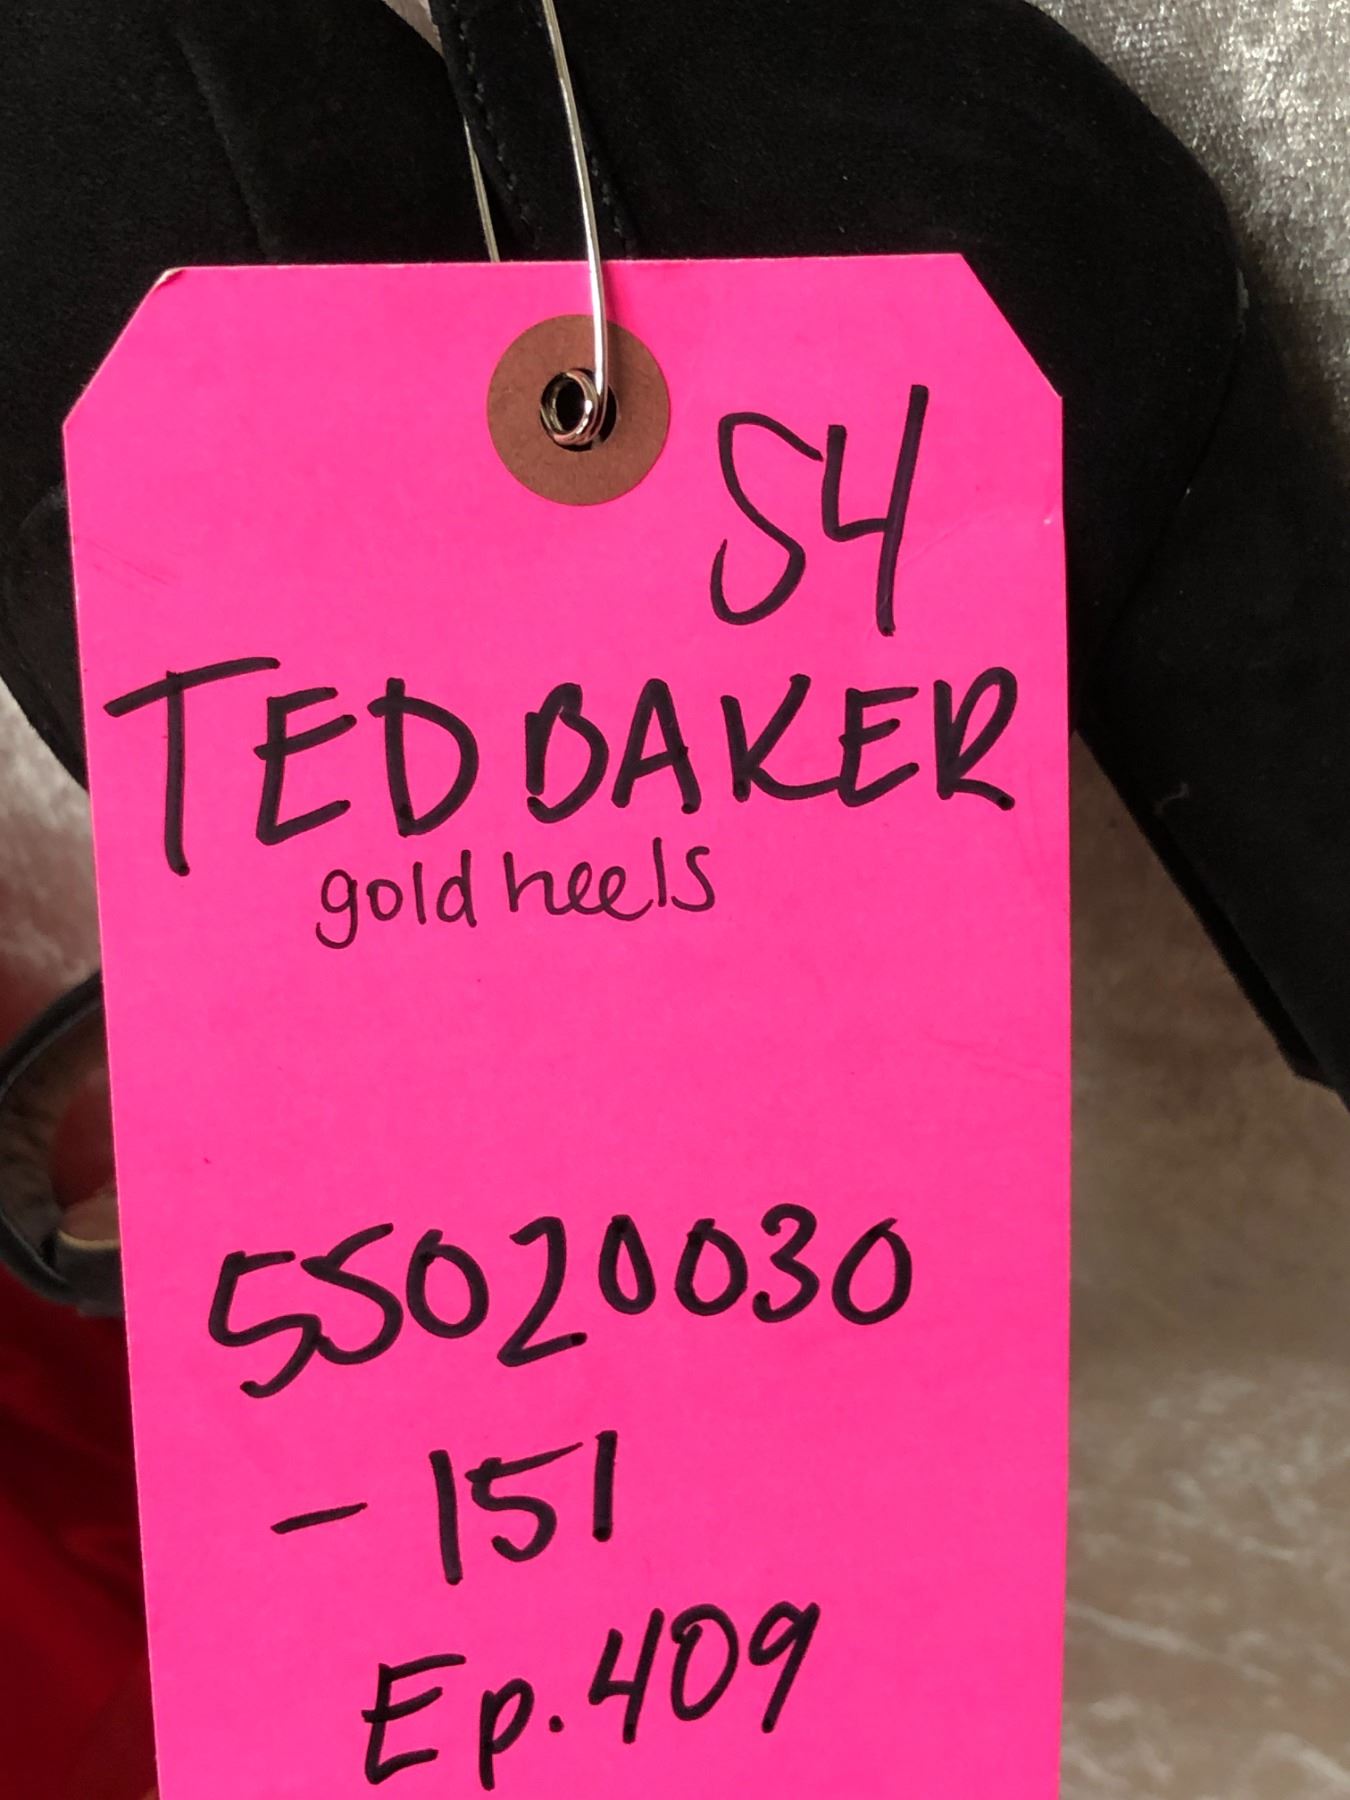 S4
TED BAKER
gold heels
55020030
- 151
Ep. 409